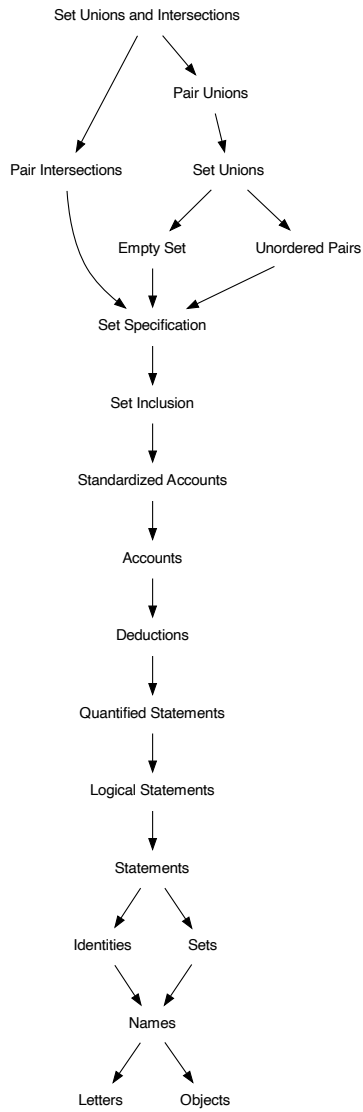 Set Unions and Intersections
Pair Unions
Pair Intersections
Set Unions
Empty Set
Unordered Pairs
Set Specification
Set Inclusion
Standardized Accounts
Accounts
Deductions
Quantified Statements
Logical Statements
Statements
Identities
Sets
Names
Letters
Objects